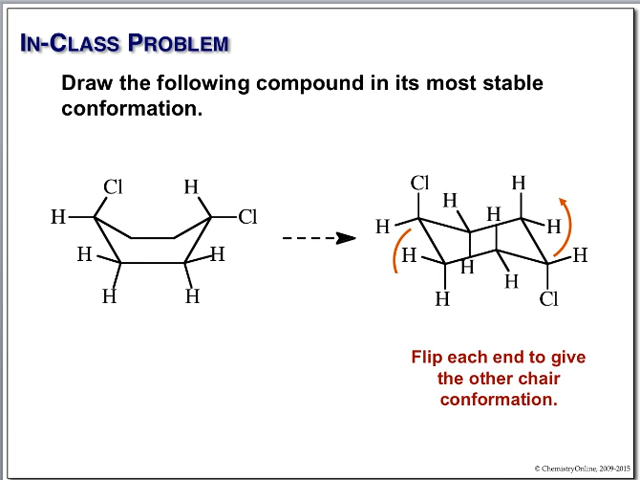 IN-CLASS PROBLEM
Draw the following compound in its most stable
conformation.
Cl H
H Cl
H H
H H
Cl H
H
H H
H
H H
H
H
H Cl
Flip each end to give
the other chair
conformation.
© ChemistryOnline, 2009-2015